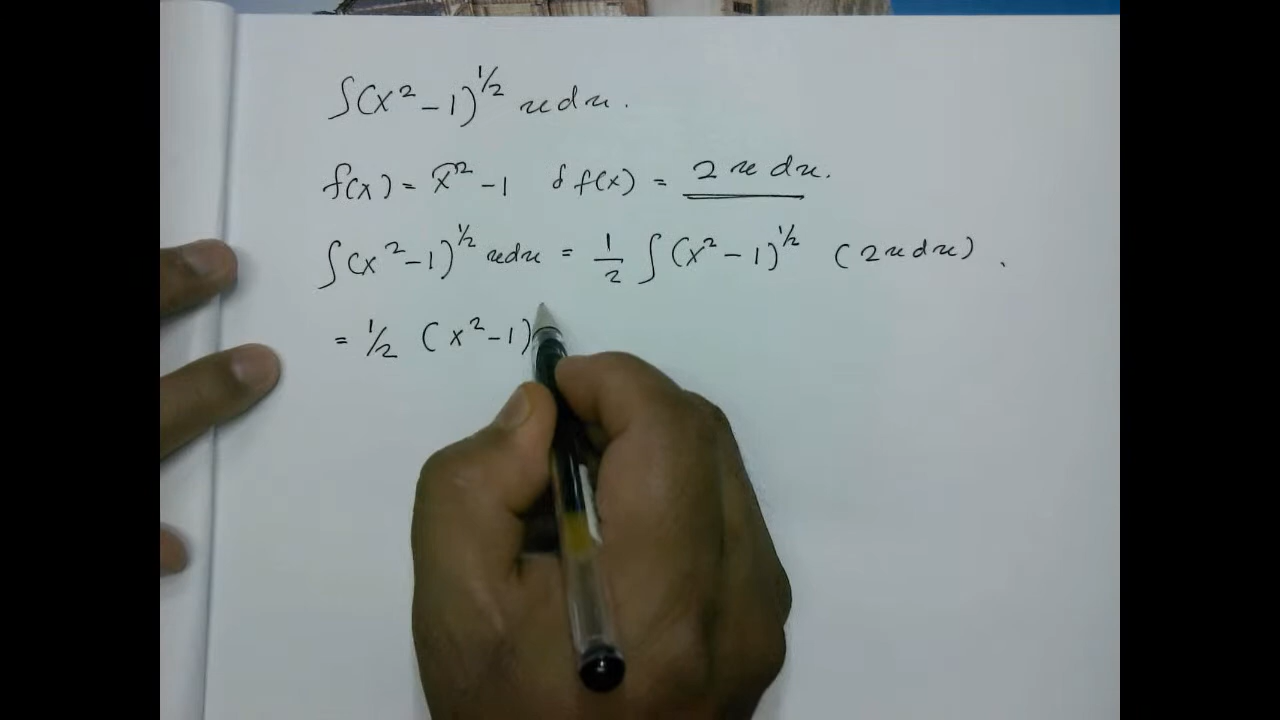 ∫(x² - 1)^1/2 x dx.
f(x) = x² - 1 d f(x) = 2 x dx.
∫(x² - 1)^1/2 x dx = 1/2 ∫(x² - 1)^1/2 (2x dx).
= 1/2 (x² - 1)